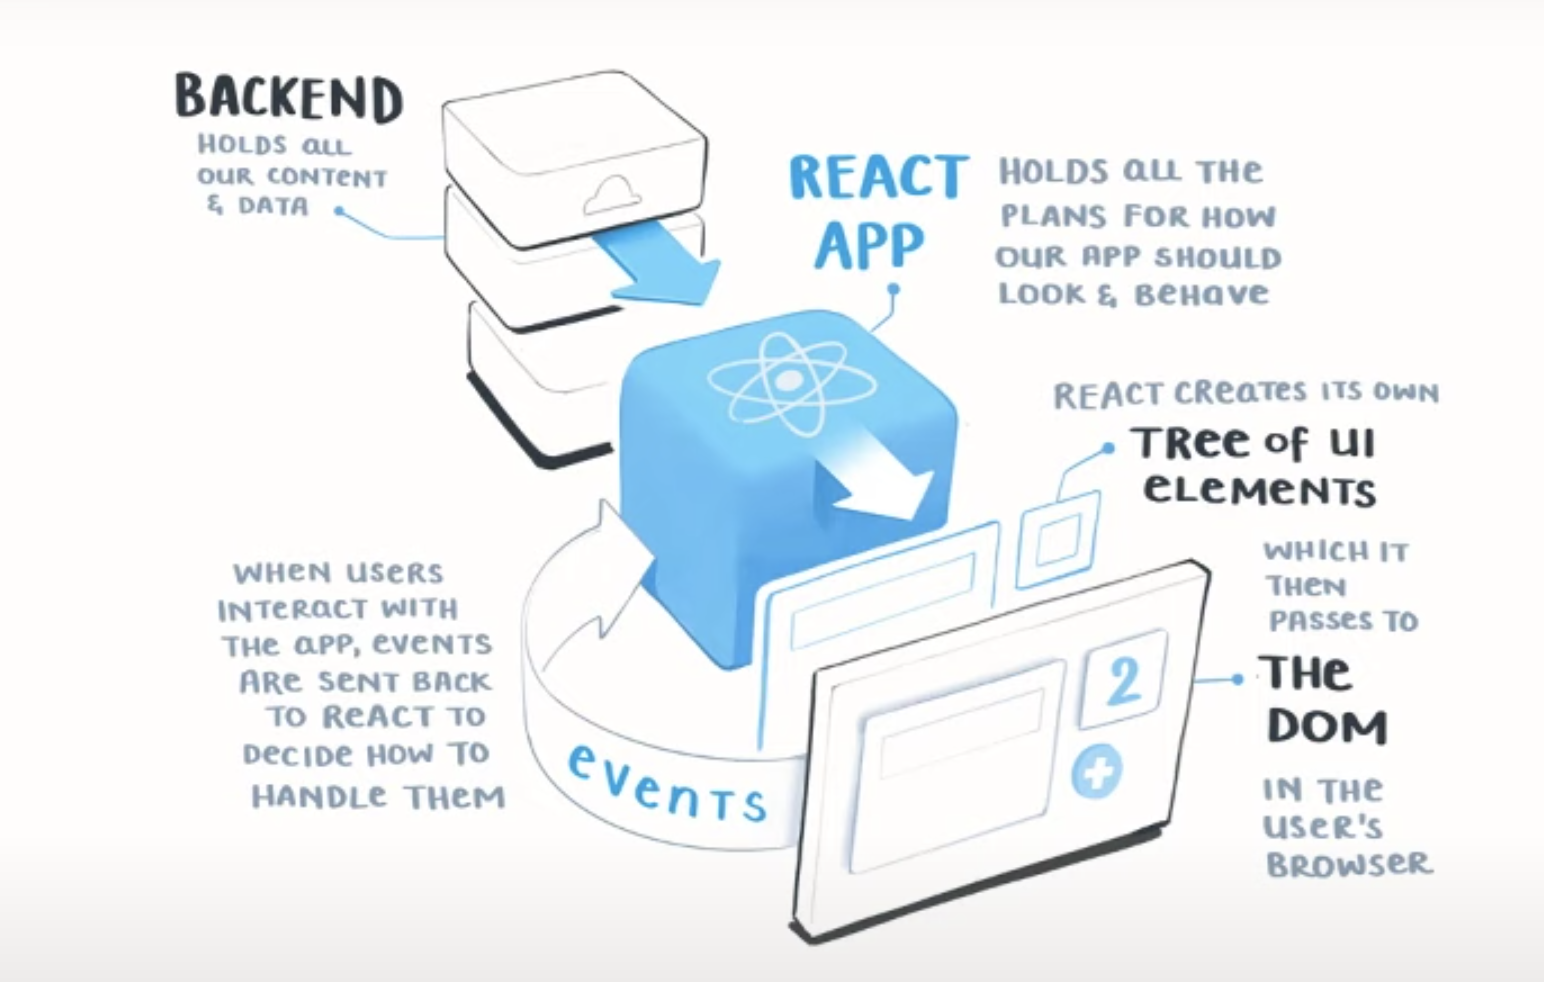 BACKEND
HOLDS all
OUR CONTENT
& DATA
REACT
APP
HOLDS all THE
PLANS FOR HOW
OUR APP SHOULD
LOOK & BEHAVE
REACT CREATES ITS OWN
TREE of UI
ELEMENTS
WHICH IT
THEN
PASSES TO
THE
DOM
IN THE
USER'S
BROWSER
2
WHEN USERS
INTERACT WITH
THE APP, EVENTS
ARE SENT BACK
TO REACT TO
DECIDE HOW TO
HANDLE THEM
events